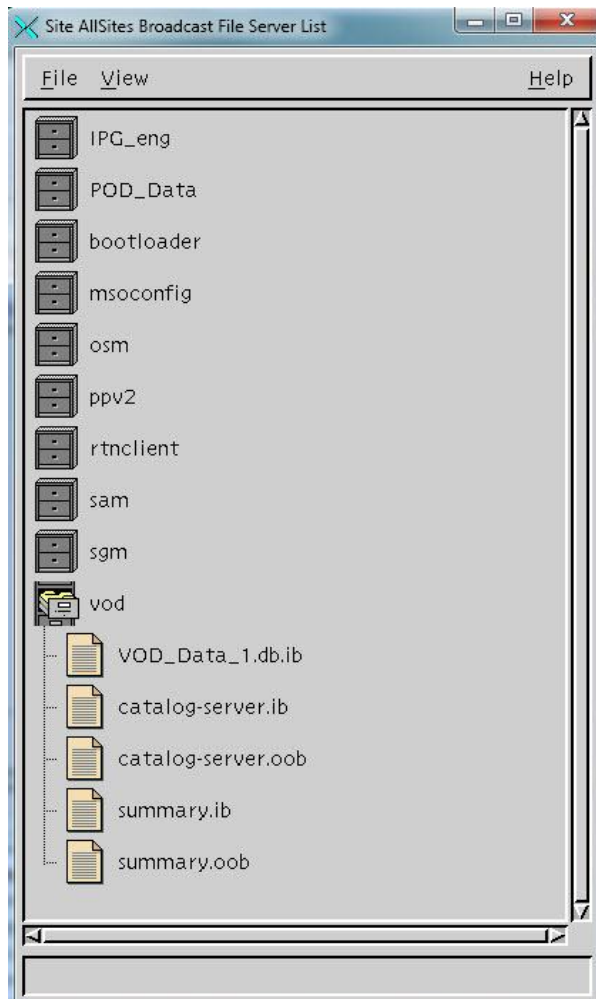 Site AllSites Broadcast File Server List
File View Help
IPG_eng
POD_Data
bootloader
msoconfig
osm
ppv2
rtnclient
sam
sgm
vod
VOD_Data_1.db.ib
catalog-server.ib
catalog-server.oob
summary.ib
summary.oob